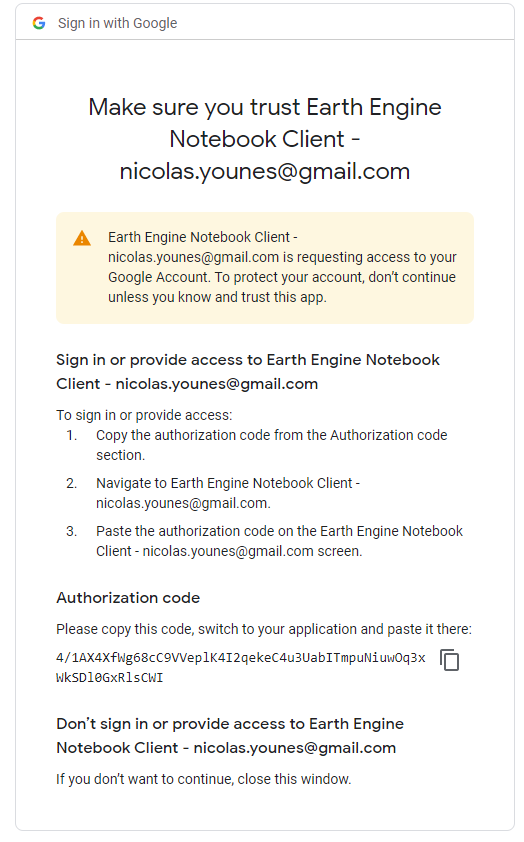 Sign in with Google
Make sure you trust Earth Engine
Notebook Client -
nicolas.younes@gmail.com
Earth Engine Notebook Client -
nicolas.younes@gmail.com is requesting access to your
Google Account. To protect your account, don't continue
unless you know and trust this app.
Sign in or provide access to Earth Engine Notebook
Client - nicolas.younes@gmail.com
To sign in or provide access:
1. Copy the authorization code from the Authorization code
section.
2. Navigate to Earth Engine Notebook Client -
nicolas.younes@gmail.com.
3. Paste the authorization code on the Earth Engine Notebook
Client - nicolas.younes@gmail.com screen.
Authorization code
Please copy this code, switch to your application and paste it there:
4/1AX4XfWg68cC9VVeplK4I2qekeC4u3UabITmpuNiuwOq3x
WkSDl0GxRlsCWI
Don't sign in or provide access to Earth Engine
Notebook Client - nicolas.younes@gmail.com
If you don't want to continue, close this window.